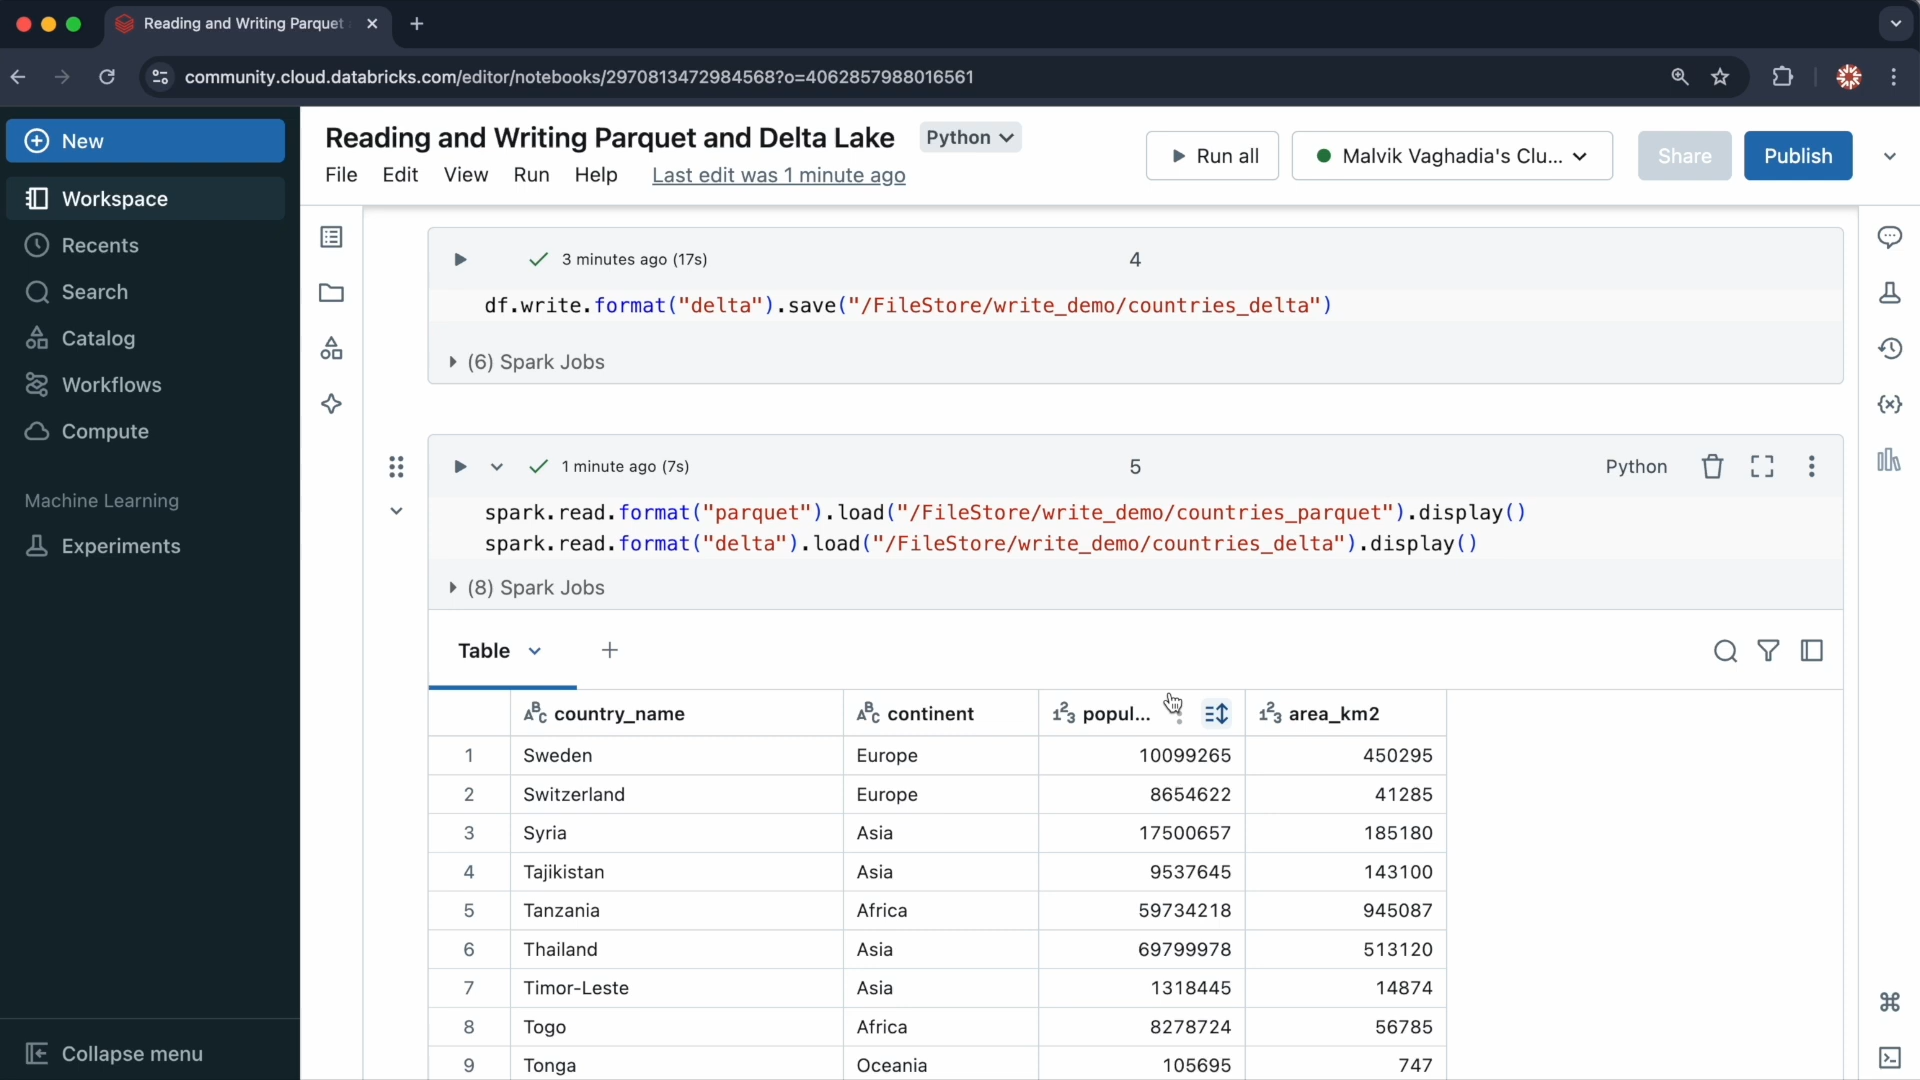 Reading and Writing Parquet
community.cloud.databricks.com/editor/notebooks/2970813472984568?o=4062857988016561
New
Workspace
Recents
Search
Catalog
Workflows
Compute
Machine Learning
Experiments
Collapse menu
Reading and Writing Parquet and Delta Lake
Python
File Edit View Run Help Last edit was 1 minute ago
Run all
Malvik Vaghadia's Clu...
Share
Publish
3 minutes ago (17s)
4
df.write.format("delta").save("/FileStore/write_demo/countries_delta")
(6) Spark Jobs
1 minute ago (7s)
5
Python
spark.read.format("parquet").load("/FileStore/write_demo/countries_parquet").display()
spark.read.format("delta").load("/FileStore/write_demo/countries_delta").display()
(8) Spark Jobs
Table
country_name continent popul... area_km2
1 Sweden Europe 10099265 450295
2 Switzerland Europe 8654622 41285
3 Syria Asia 17500657 185180
4 Tajikistan Asia 9537645 143100
5 Tanzania Africa 59734218 945087
6 Thailand Asia 69799978 513120
7 Timor-Leste Asia 1318445 14874
8 Togo Africa 8278724 56785
9 Tonga Oceania 105695 747